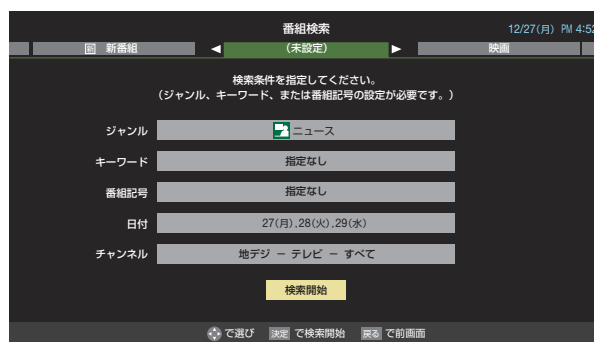 番組検索
12/27(月) PM 4:52
新 新番組
(未設定)
映画
検索条件を指定してください。
(ジャンル、キーワード、または番組記号の設定が必要です。)
ジャンル ニュース
キーワード 指定なし
番組記号 指定なし
日付 27(月),28(火),29(水)
チャンネル 地デジ － テレビ － すべて
検索開始
で選び 決定 で検索開始 戻る で前画面